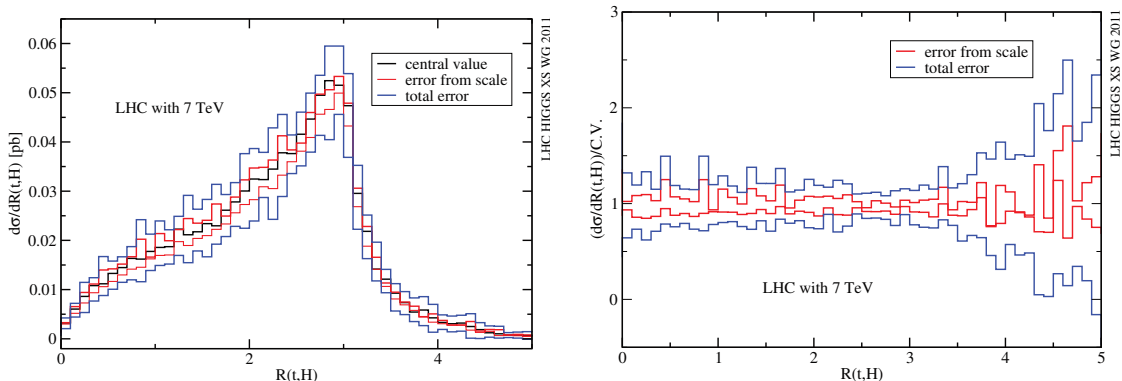 0.06
0.05
0.04
0.03
0.02
0.01
0
0
2
4
dσ/dR(t,H) [pb]
R(t,H)
LHC with 7 TeV
central value
error from scale
total error
LHC HIGGS XS WG 2011
3
2
1
0
0
1
2
3
4
5
(dσ/dR(t,H))/C.V.
R(t,H)
error from scale
total error
LHC with 7 TeV
LHC HIGGS XS WG 2011